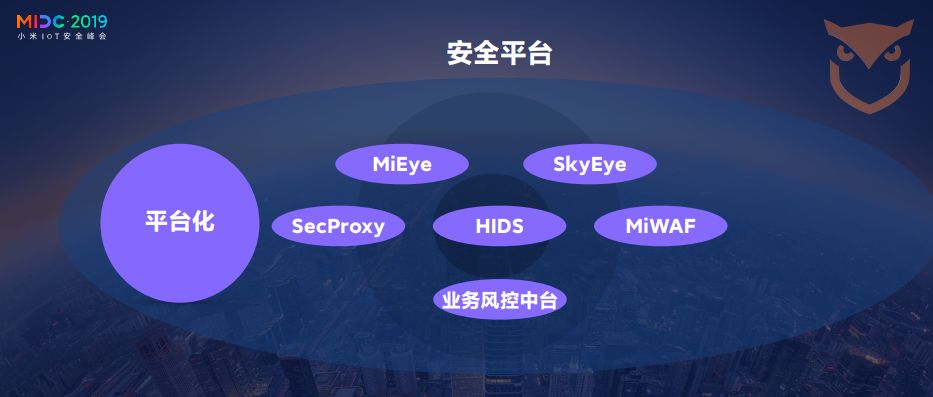 MIDC·2019
小米IOT安全峰会
安全平台
MiEye
SkyEye
平台化
SecProxy
HIDS
MiWAF
业务风控中台